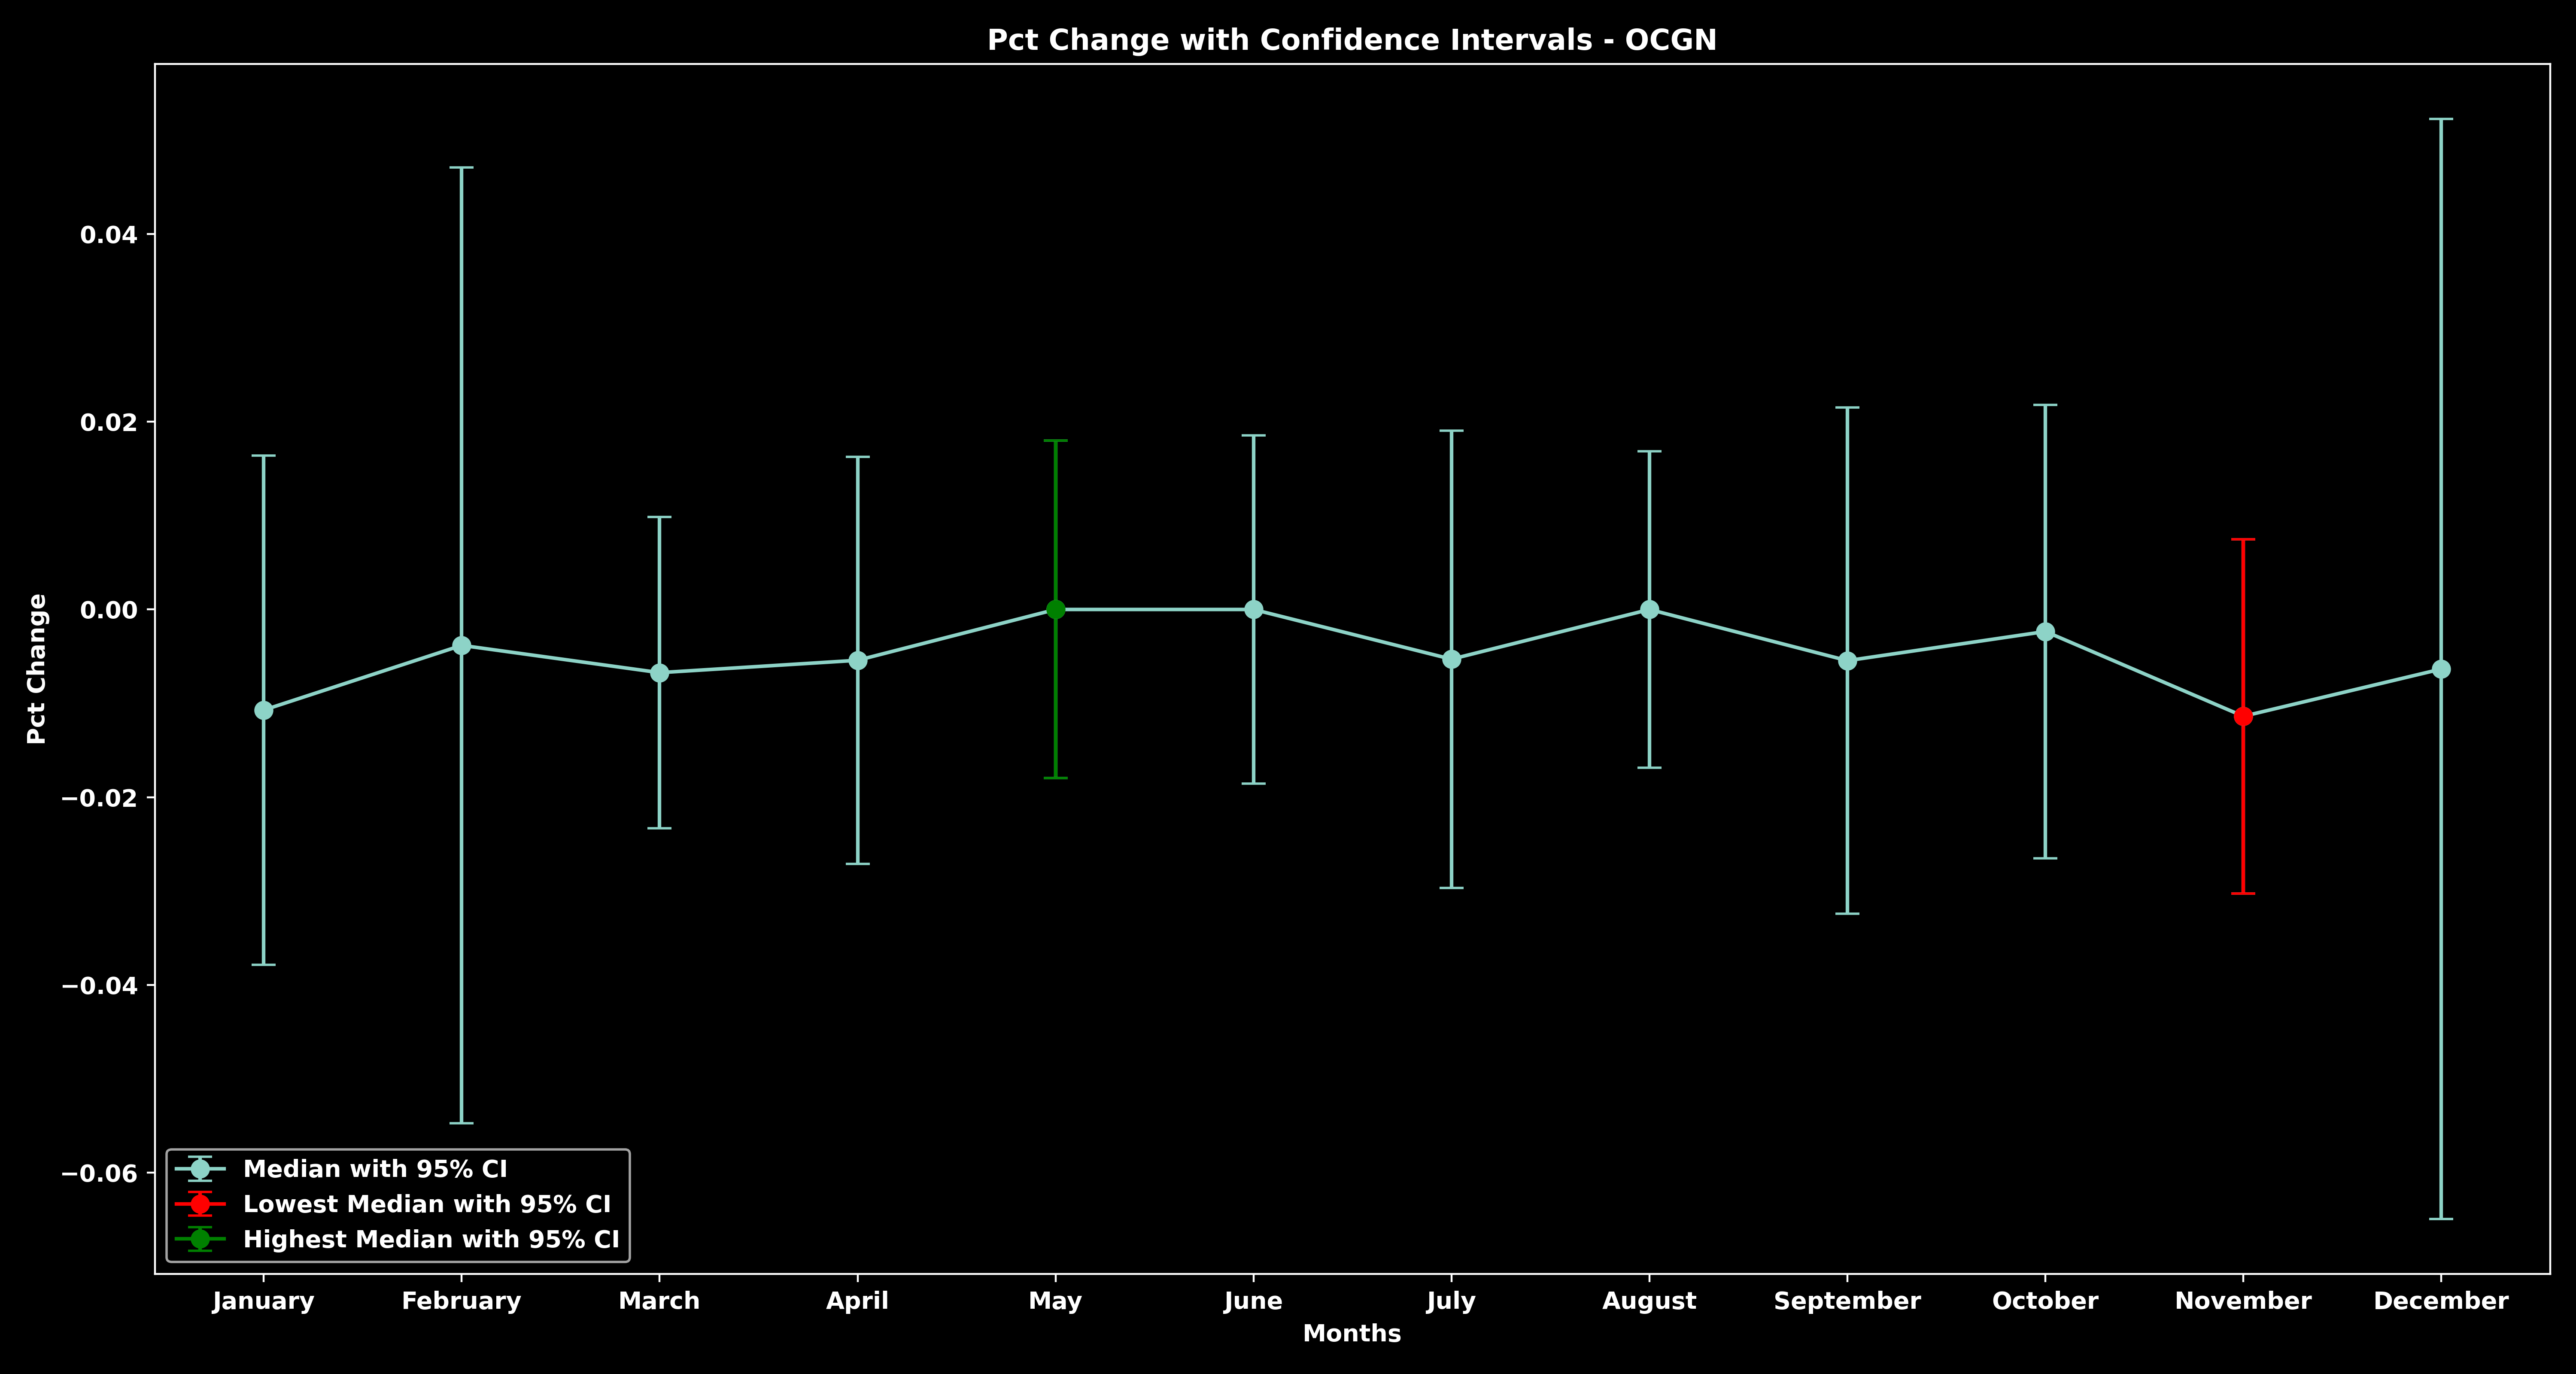 Pct Change with Confidence Intervals - OCGN
Pct Change
0.04
0.02
0.00
−0.02
−0.04
−0.06
Median with 95% CI
Lowest Median with 95% CI
Highest Median with 95% CI
January February March April May June July August September October November December
Months